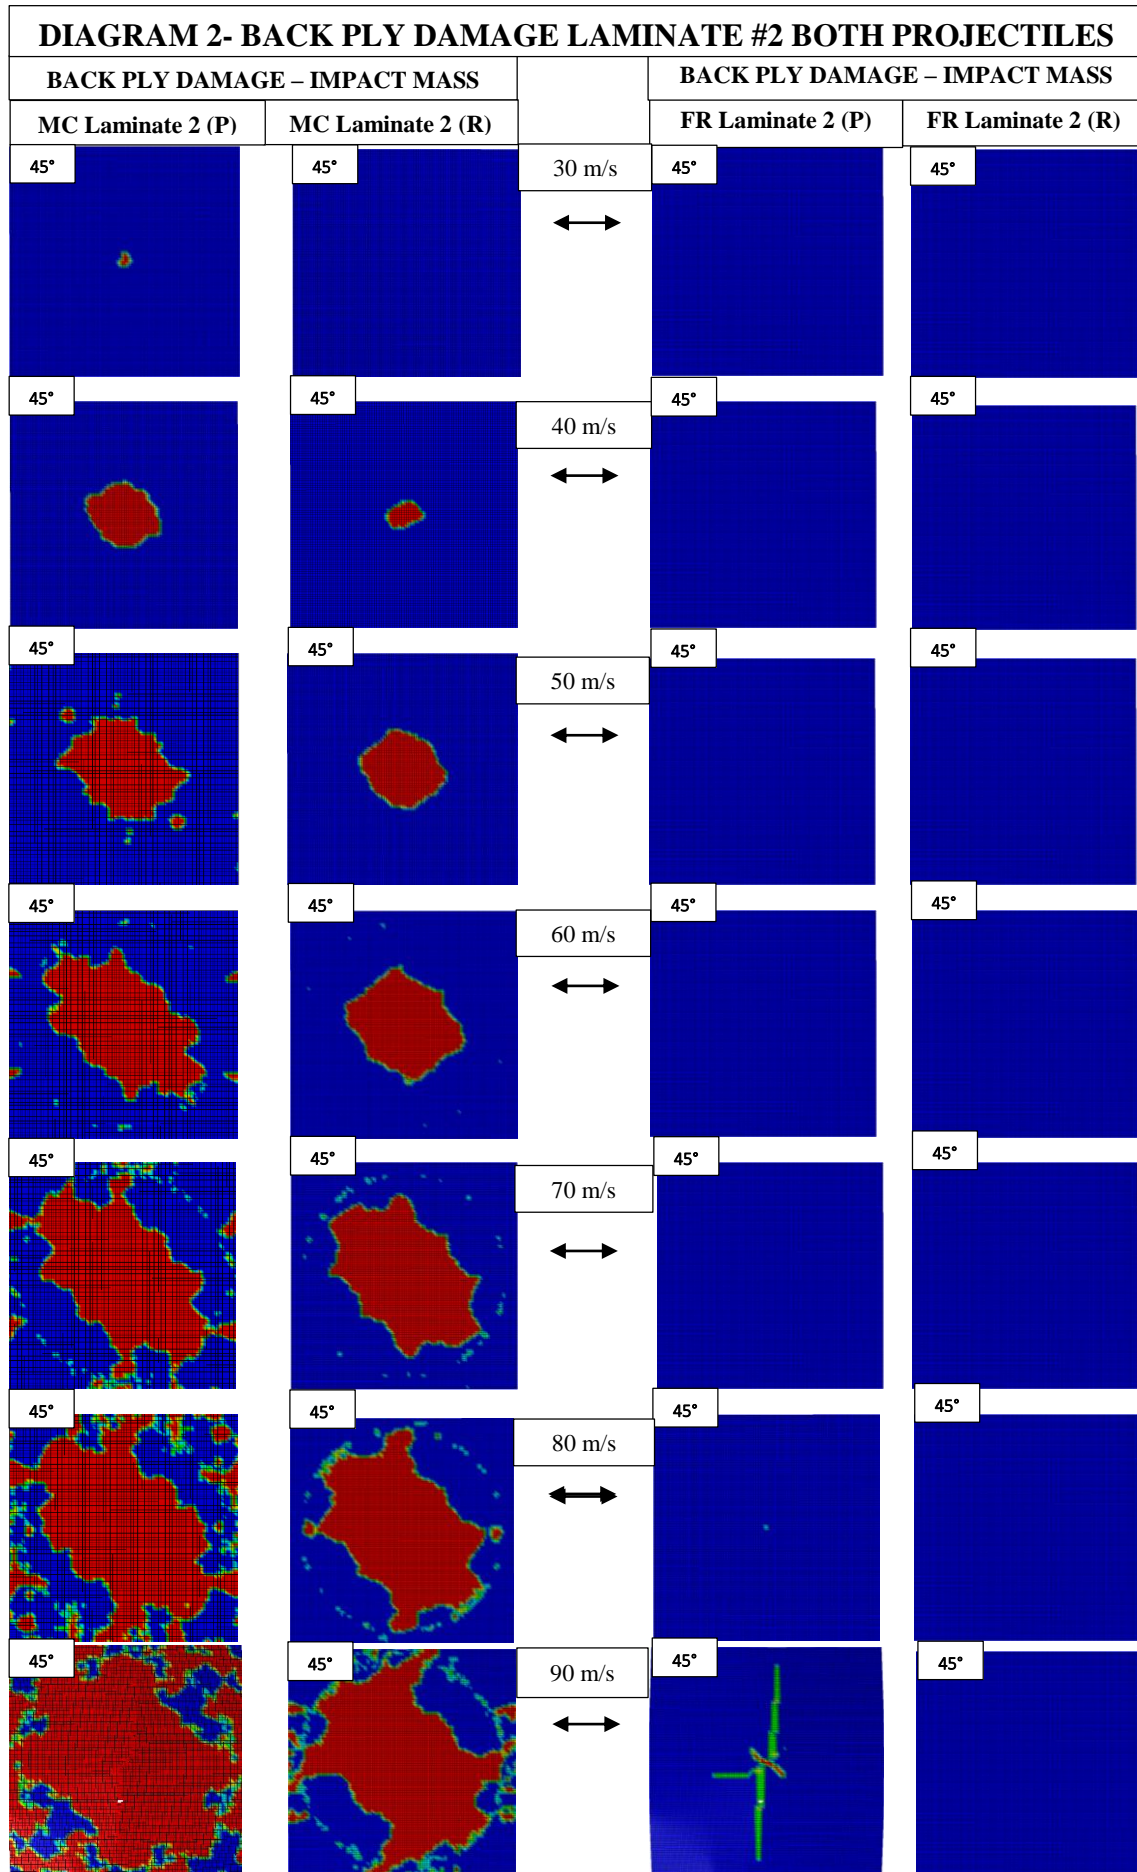 DIAGRAM 2- BACK PLY DAMAGE LAMINATE #2 BOTH PROJECTILES
BACK PLY DAMAGE – IMPACT MASS
BACK PLY DAMAGE – IMPACT MASS
MC Laminate 2 (P)
MC Laminate 2 (R)
FR Laminate 2 (P)
FR Laminate 2 (R)
45°
45°
30 m/s
45°
45°
45°
45°
40 m/s
45°
45°
45°
45°
50 m/s
45°
45°
45°
45°
60 m/s
45°
45°
45°
45°
70 m/s
45°
45°
45°
45°
80 m/s
45°
45°
45°
45°
90 m/s
45°
45°